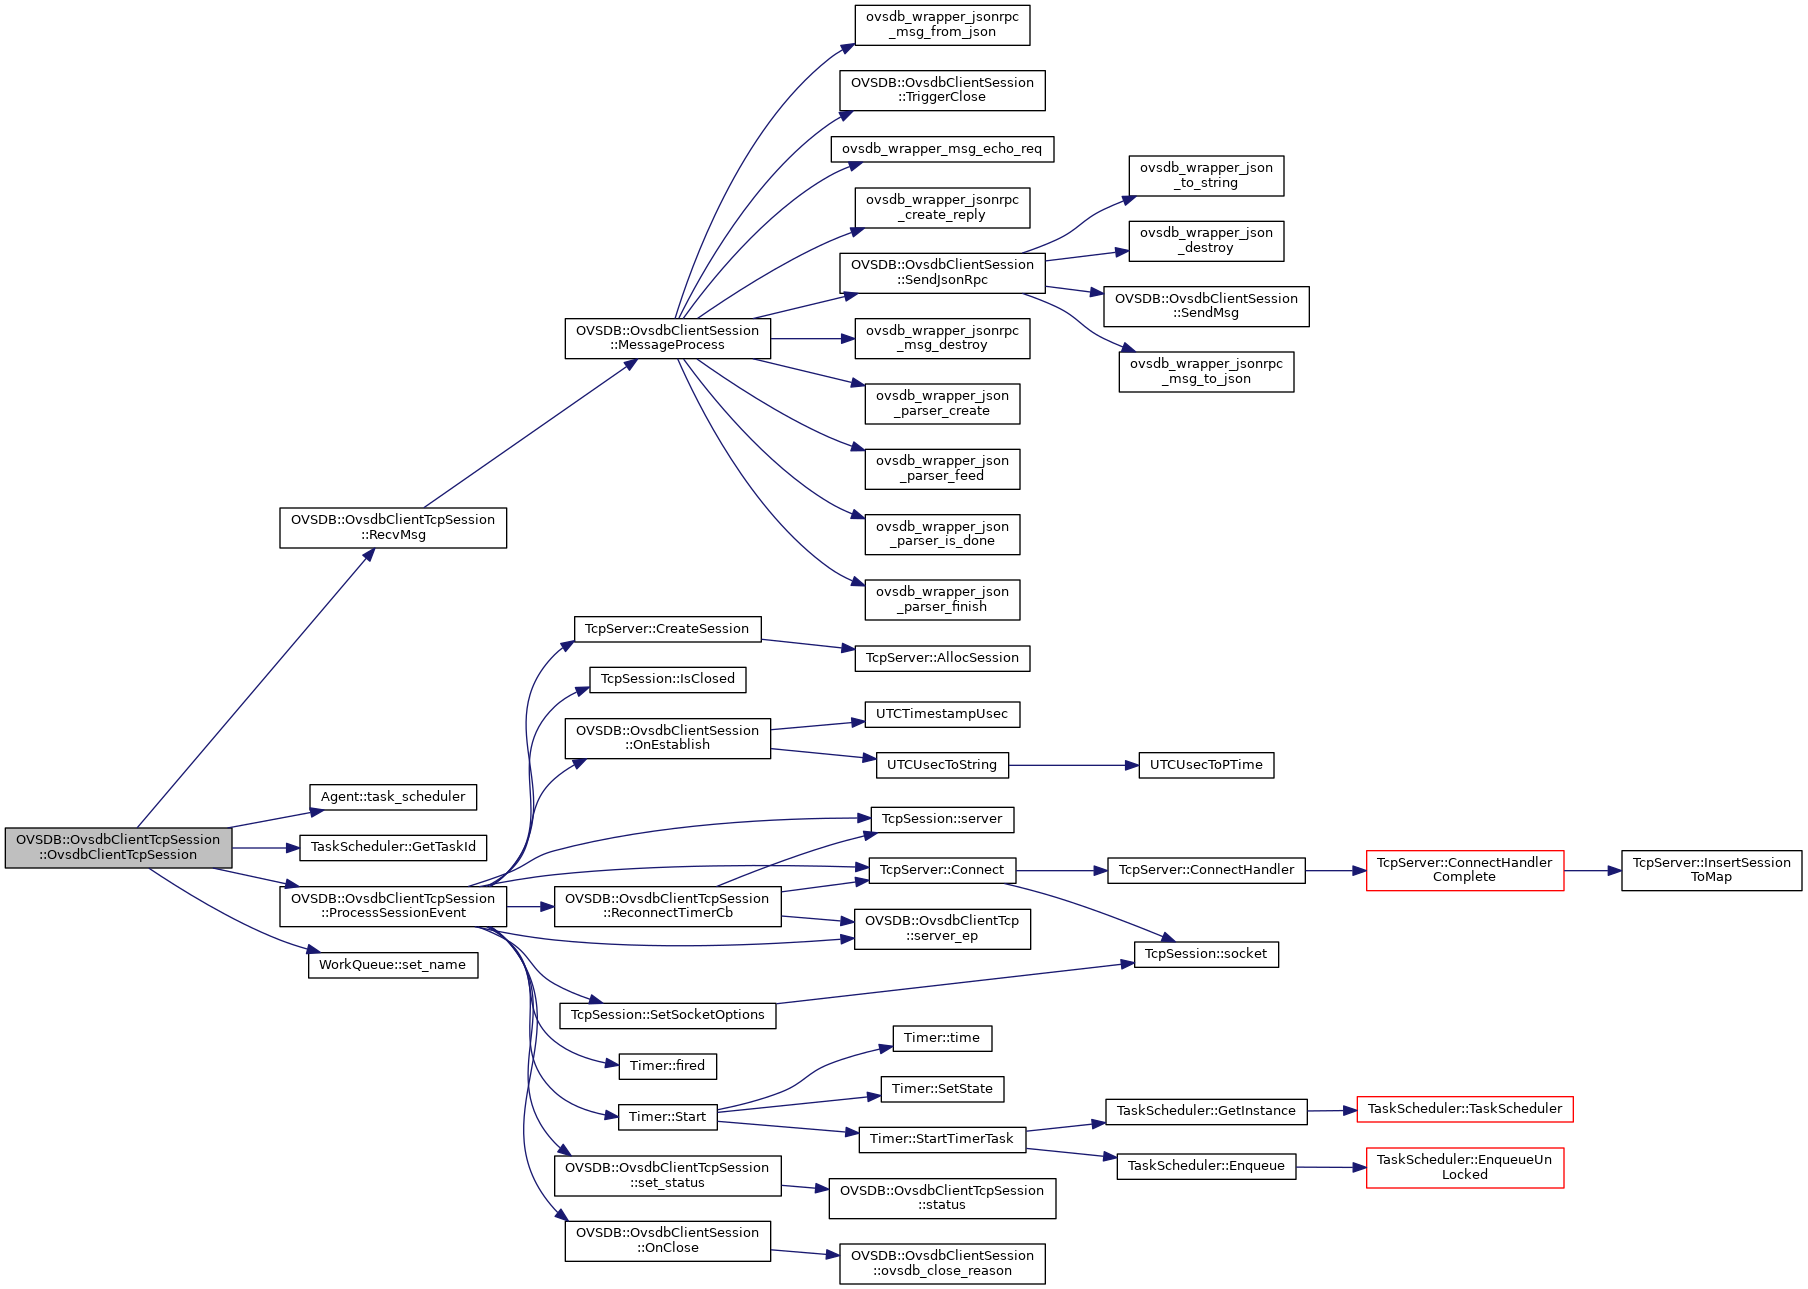 ovsdb_wrapper_jsonrpc
_msg_from_json
OVSDB::OvsdbClientSession
::TriggerClose
ovsdb_wrapper_msg_echo_req
ovsdb_wrapper_jsonrpc
_create_reply
ovsdb_wrapper_json
_to_string
ovsdb_wrapper_json
_destroy
OVSDB::OvsdbClientSession
::SendJsonRpc
OVSDB::OvsdbClientSession
::SendMsg
OVSDB::OvsdbClientSession
::MessageProcess
ovsdb_wrapper_jsonrpc
_msg_destroy
ovsdb_wrapper_jsonrpc
_msg_to_json
ovsdb_wrapper_json
_parser_create
ovsdb_wrapper_json
_parser_feed
OVSDB::OvsdbClientTcpSession
::RecvMsg
ovsdb_wrapper_json
_parser_is_done
ovsdb_wrapper_json
_parser_finish
TcpServer::CreateSession
TcpServer::AllocSession
TcpSession::IsClosed
OVSDB::OvsdbClientSession
::OnEstablish
UTCTimestampUsec
UTCUsecToString
UTCUsecToPTime
Agent::task_scheduler
TcpSession::server
OVSDB::OvsdbClientTcpSession
::OvsdbClientTcpSession
TaskScheduler::GetTaskId
TcpServer::Connect
TcpServer::ConnectHandler
TcpServer::ConnectHandler
Complete
TcpServer::InsertSession
ToMap
OVSDB::OvsdbClientTcpSession
::ProcessSessionEvent
OVSDB::OvsdbClientTcpSession
::ReconnectTimerCb
OVSDB::OvsdbClientTcp
::server_ep
WorkQueue::set_name
TcpSession::socket
TcpSession::SetSocketOptions
Timer::time
Timer::fired
Timer::SetState
Timer::Start
TaskScheduler::GetInstance
TaskScheduler::TaskScheduler
Timer::StartTimerTask
TaskScheduler::Enqueue
TaskScheduler::EnqueueUn
Locked
OVSDB::OvsdbClientTcpSession
::set_status
OVSDB::OvsdbClientTcpSession
::status
OVSDB::OvsdbClientSession
::OnClose
OVSDB::OvsdbClientSession
::ovsdb_close_reason